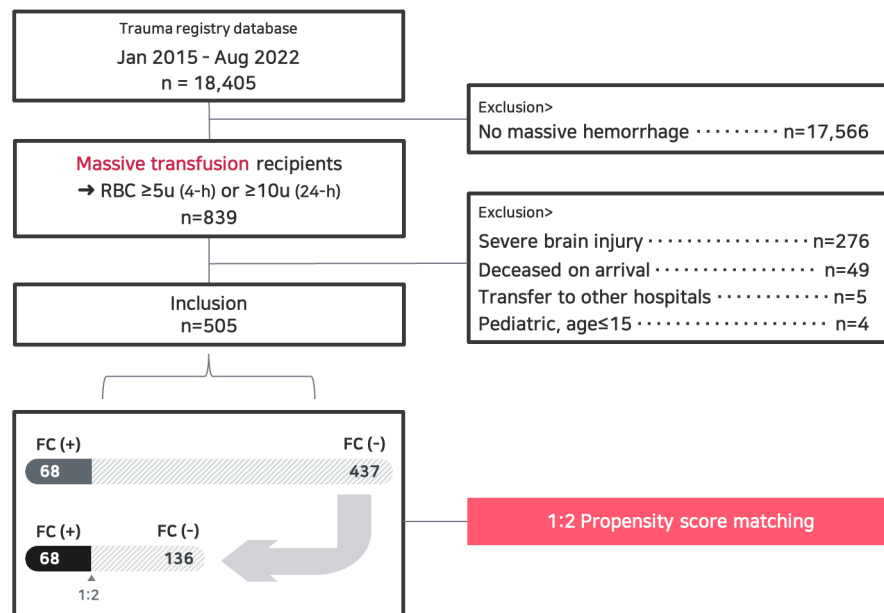 Trauma registry database
Jan 2015 - Aug 2022
n = 18,405
Exclusion>
No massive hemorrhage ········· n=17,566
Massive transfusion recipients
➔ RBC ≥5u (4-h) or ≥10u (24-h)
n=839
Exclusion>
Severe brain injury ················· n=276
Deceased on arrival ················· n=49
Transfer to other hospitals ············ n=5
Pediatric, age≤15 ···················· n=4
Inclusion
n=505
FC (+) FC (-)
68 437
FC (+) FC (-)
68 136
1:2
1:2 Propensity score matching